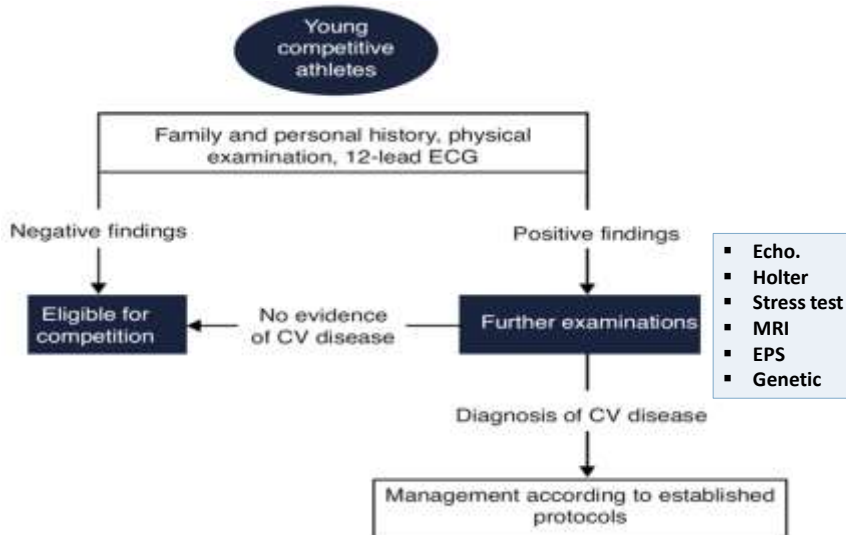 Young
competitive
athletes
Family and personal history, physical
examination, 12-lead ECG
Negative findings
Positive findings
Eligible for
competition
No evidence
of CV disease
Further examinations
▪ Echo.
▪ Holter
▪ Stress test
▪ MRI
▪ EPS
▪ Genetic
Diagnosis of CV disease
Management according to established
protocols